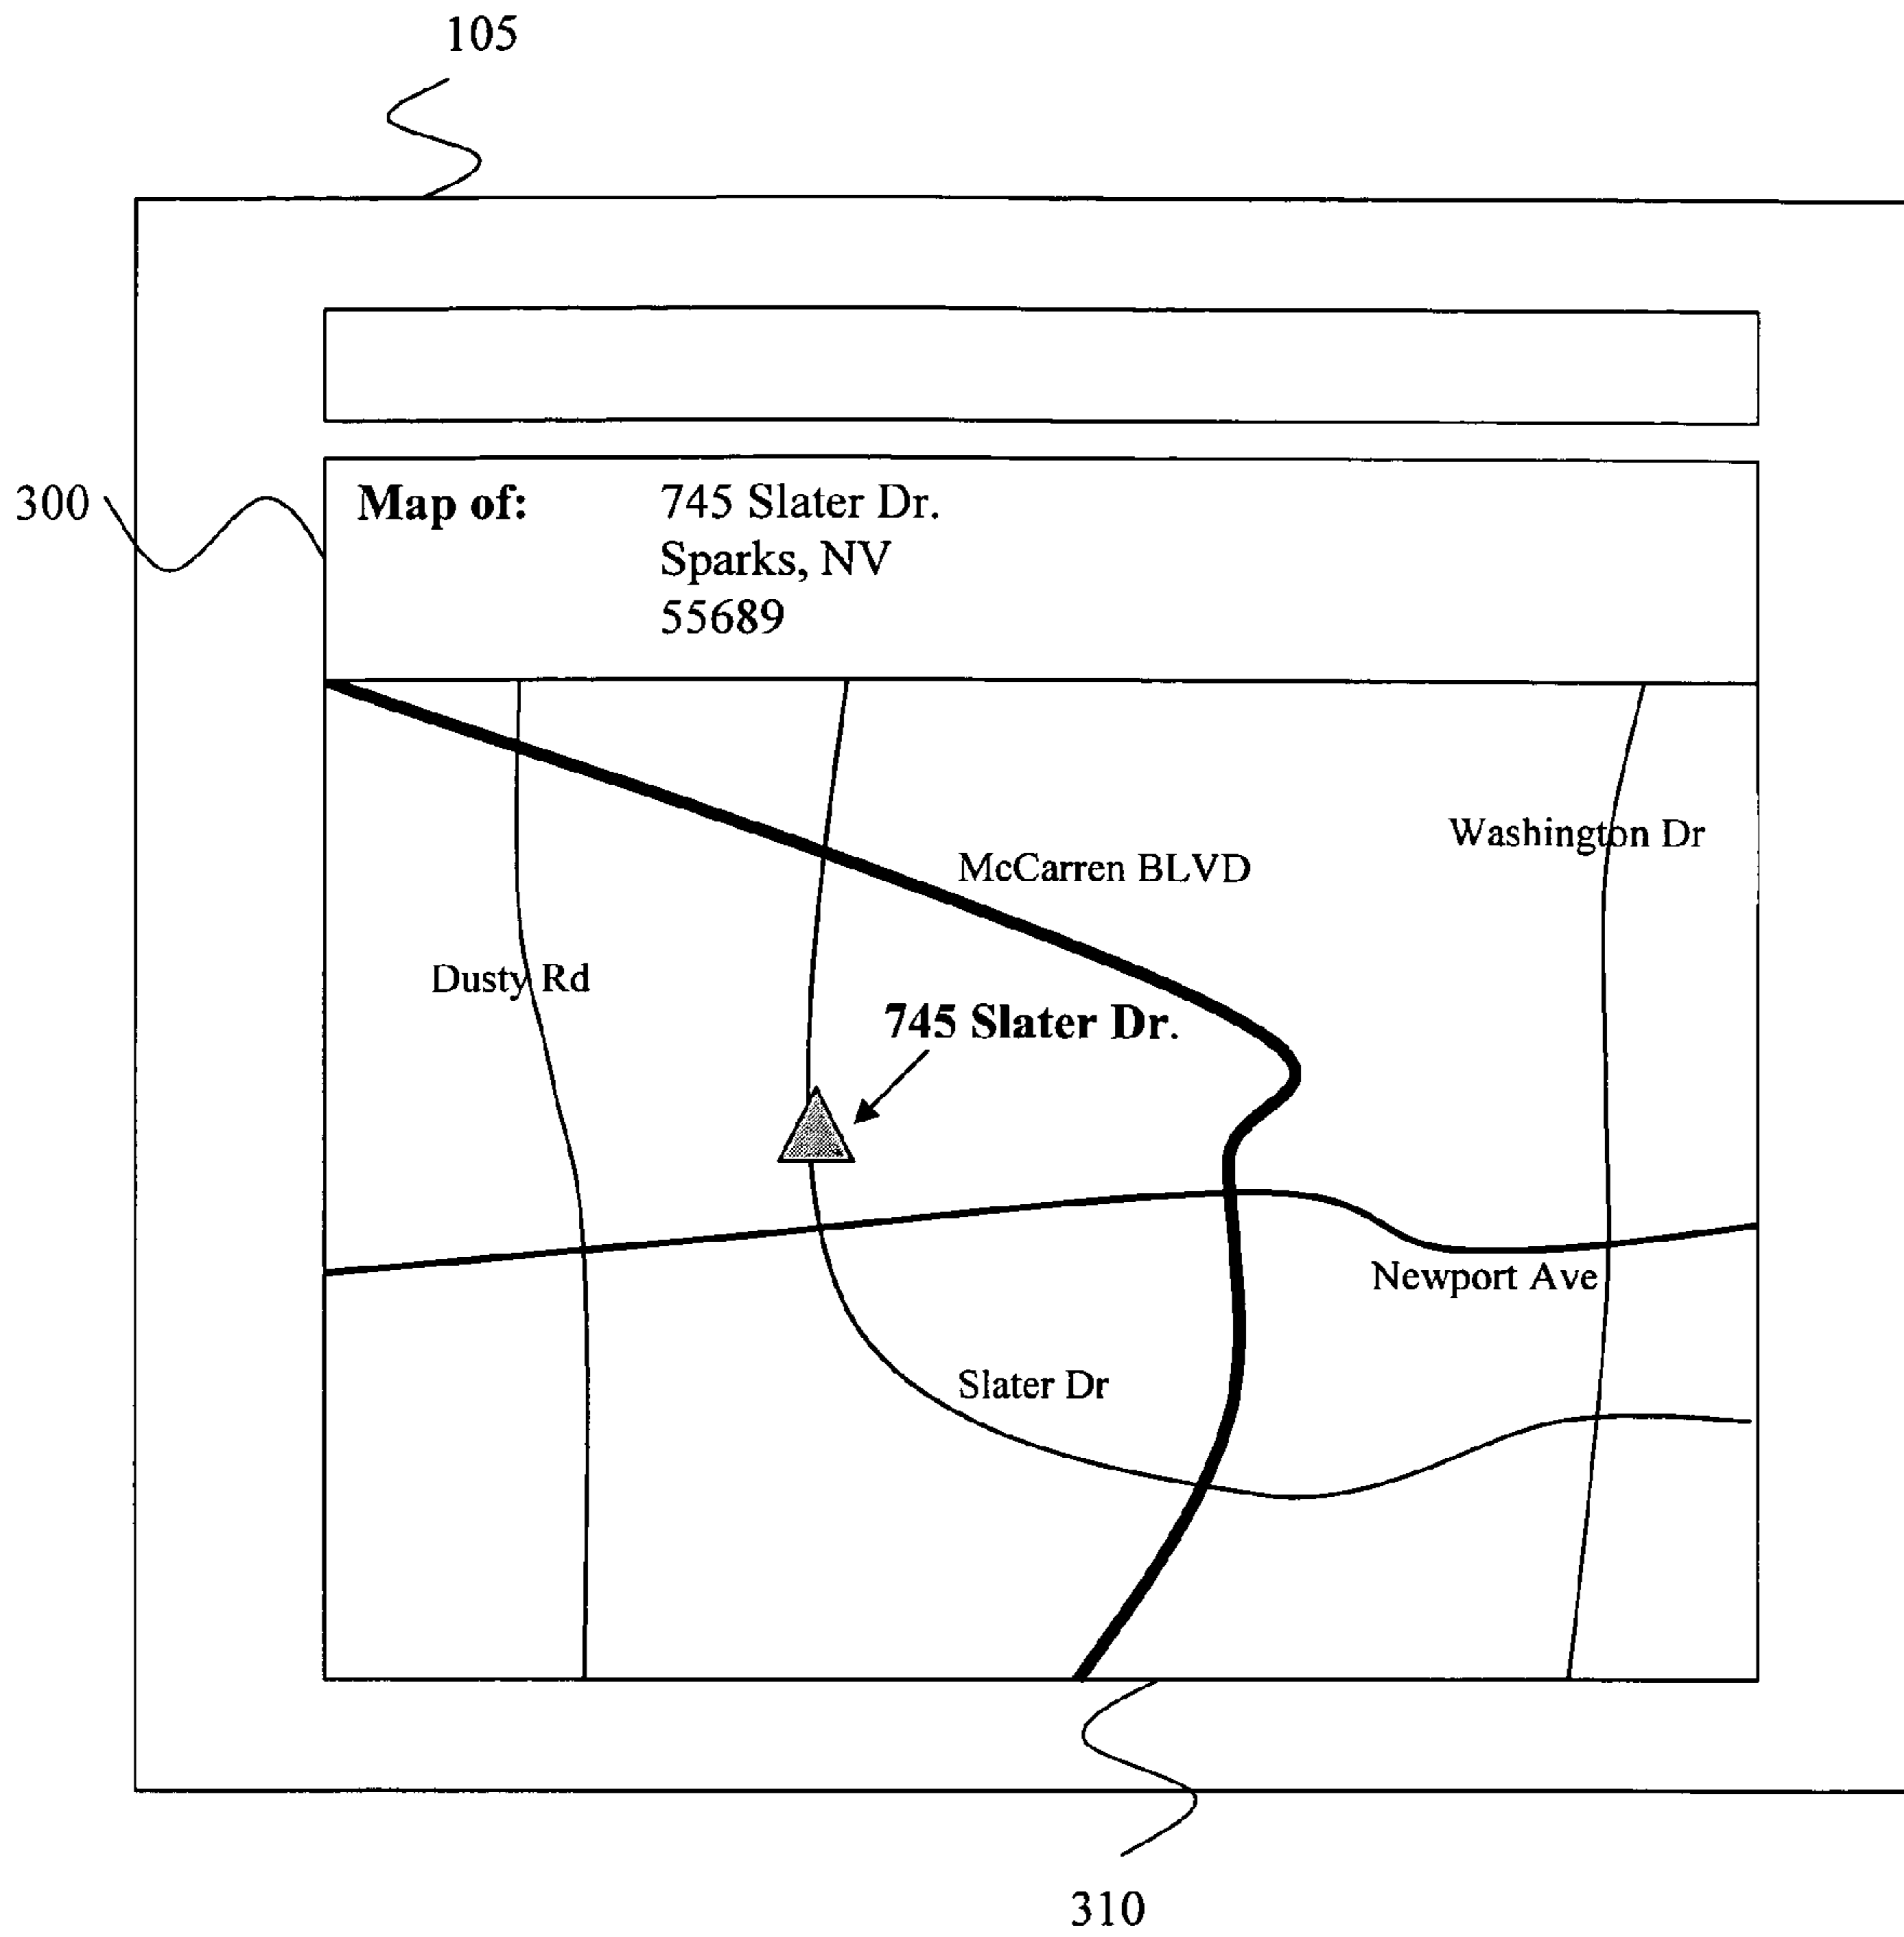 105
300
Map of: 745 Slater Dr.
Sparks, NV
55689
Washington Dr
McCarren BLVD
Dusty Rd
745 Slater Dr.
Newport Ave
Slater Dr
310